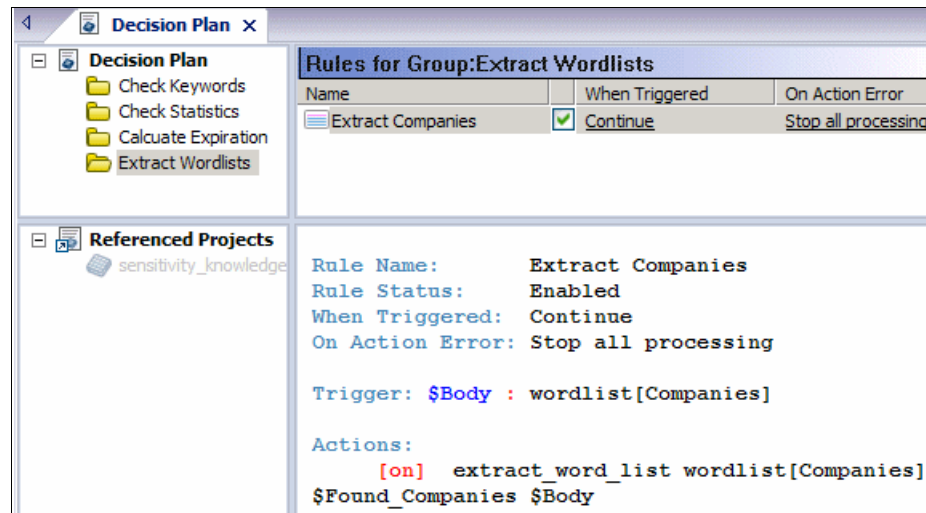 Decision Plan X
Decision Plan
Check Keywords
Check Statistics
Calcuate Expiration
Extract Wordlists
Rules for Group:Extract Wordlists
Name When Triggered On Action Error
Extract Companies Continue Stop all processing
Referenced Projects
sensitivity_knowledge
Rule Name: Extract Companies
Rule Status: Enabled
When Triggered: Continue
On Action Error: Stop all processing
Trigger: $Body : wordlist[Companies]
Actions:
[on] extract_word_list wordlist[Companies]
$Found_Companies $Body